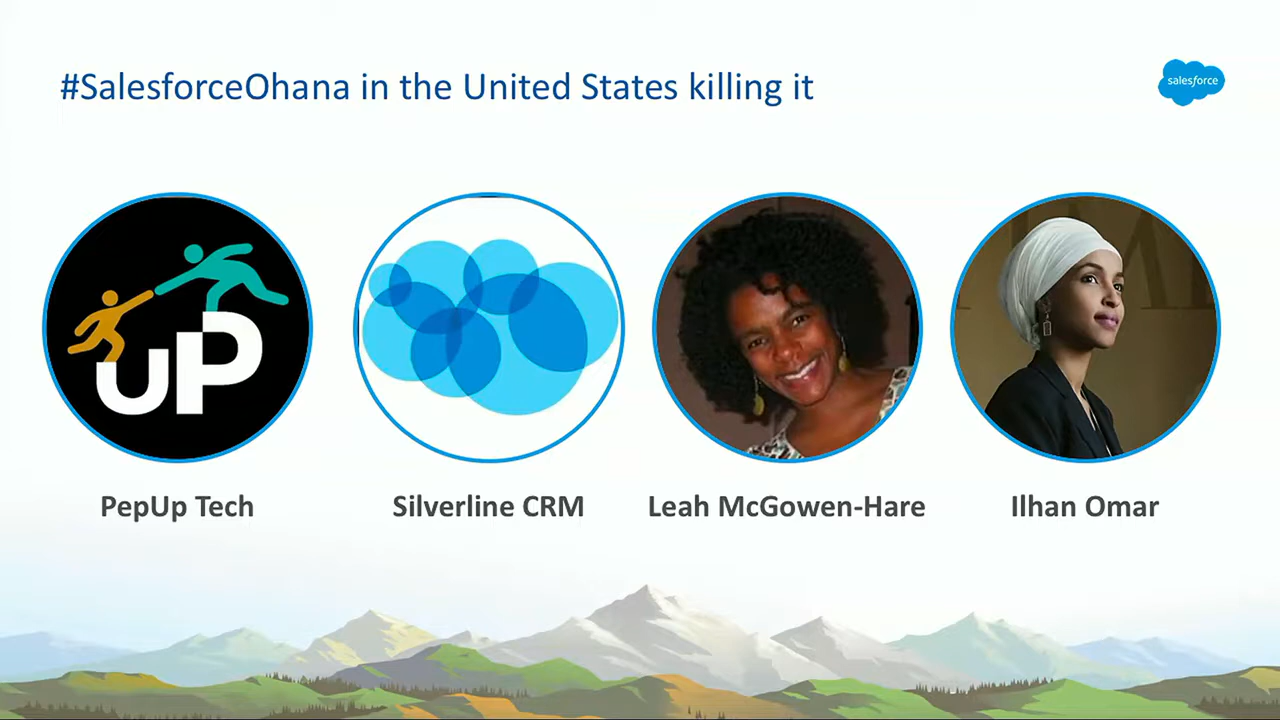 #SalesforceOhana in the United States killing it
salesforce
UP
PepUp Tech
Silverline CRM
Leah McGowen-Hare
Ilhan Omar